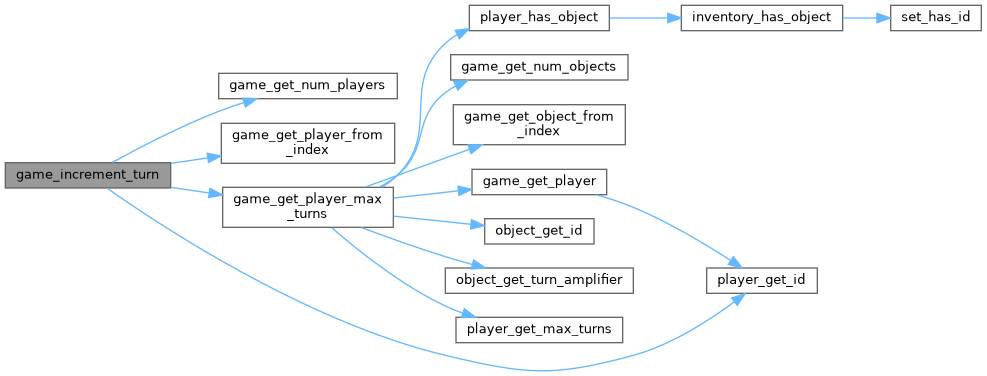 game_increment_turn
game_get_num_players
game_get_player_from
_index
game_get_player_max
_turns
player_has_object
inventory_has_object
set_has_id
game_get_num_objects
game_get_object_from
_index
game_get_player
object_get_id
object_get_turn_amplifier
player_get_max_turns
player_get_id